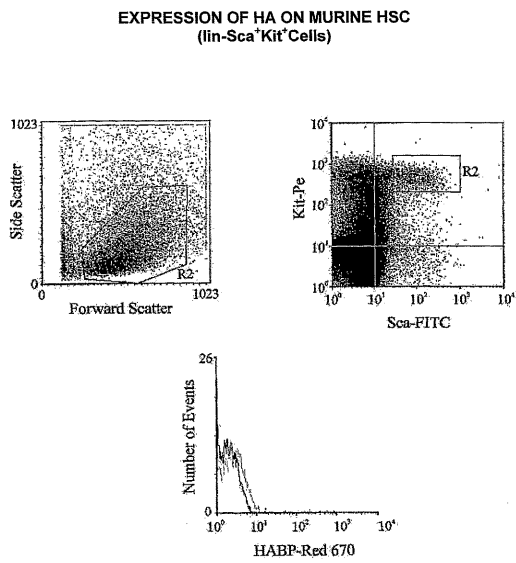 EXPRESSION OF HA ON MURINE HSC
(lin-Sca⁺Kit⁺Cells)
1023
Side Scatter
0
R2
0
1023
Forward Scatter
10⁴
10³
10²
10¹
10⁰
Kit-Pe
R2
10⁰ 10¹ 10² 10³ 10⁴
Sca-FITC
26
Number of Events
0
10⁰ 10¹ 10² 10³ 10⁴
HABP-Red 670